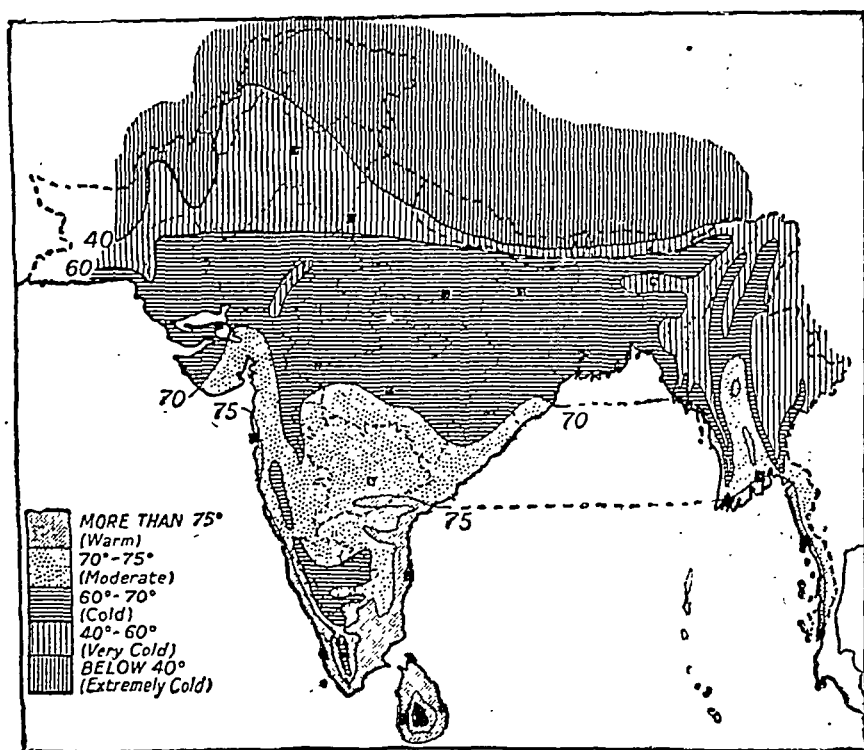 40
60
70
75
70
75
MORE THAN 75°
(Warm)
70°-75°
(Moderate)
60°-70°
(Cold)
40°-60°
(Very Cold)
BELOW 40°
(Extremely Cold)